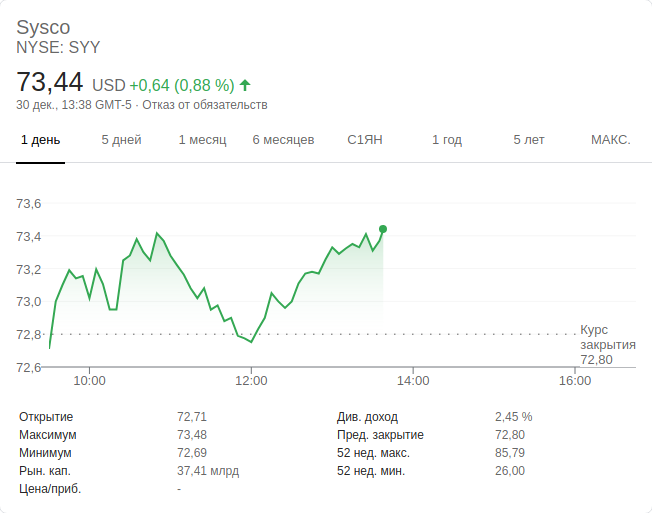 Sysco
NYSE: SYY
73,44 USD +0,64 (0,88 %)
30 дек., 13:38 GMT-5 · Отказ от обязательств
1 день 5 дней 1 месяц 6 месяцев С1ЯН 1 год 5 лет МАКС.
73,6
73,4
73,2
73,0
72,8
72,6
Курс
закрытия
72,80
10:00 12:00 14:00 16:00
Открытие 72,71 Див. доход 2,45 %
Максимум 73,48 Пред. закрытие 72,80
Минимум 72,69 52 нед. макс. 85,79
Рын. кап. 37,41 млрд 52 нед. мин. 26,00
Цена/приб. -